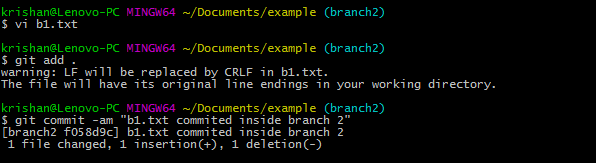 krishan@Lenovo-PC MINGW64 ~/Documents/example (branch2)
$ vi b1.txt
krishan@Lenovo-PC MINGW64 ~/Documents/example (branch2)
$ git add .
warning: LF will be replaced by CRLF in b1.txt.
The file will have its original line endings in your working directory.
krishan@Lenovo-PC MINGW64 ~/Documents/example (branch2)
$ git commit -am "b1.txt commited inside branch 2"
[branch2 f058d9c] b1.txt commited inside branch 2
1 file changed, 1 insertion(+), 1 deletion(-)